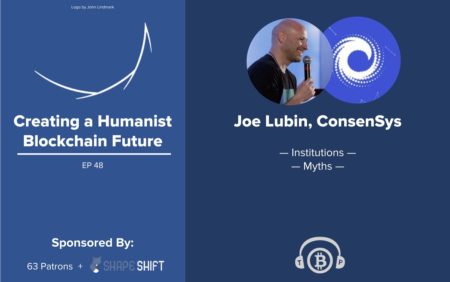 Logo by John Lindmark
Creating a Humanist
Blockchain Future
EP 48
Sponsored By:
63 Patrons + SHAPESHIFT
Joe Lubin, ConsenSys
— Institutions —
— Myths —
T B P